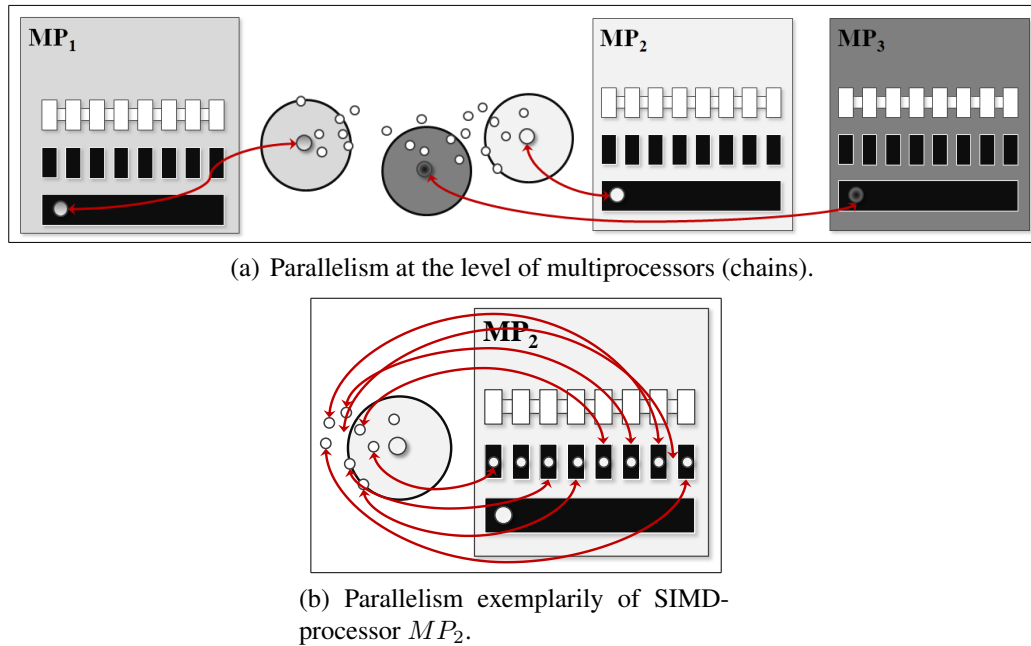 MP₁
MP₂
MP₃
(a) Parallelism at the level of multiprocessors (chains).
MP₂
(b) Parallelism exemplarily of SIMD-
processor MP₂.